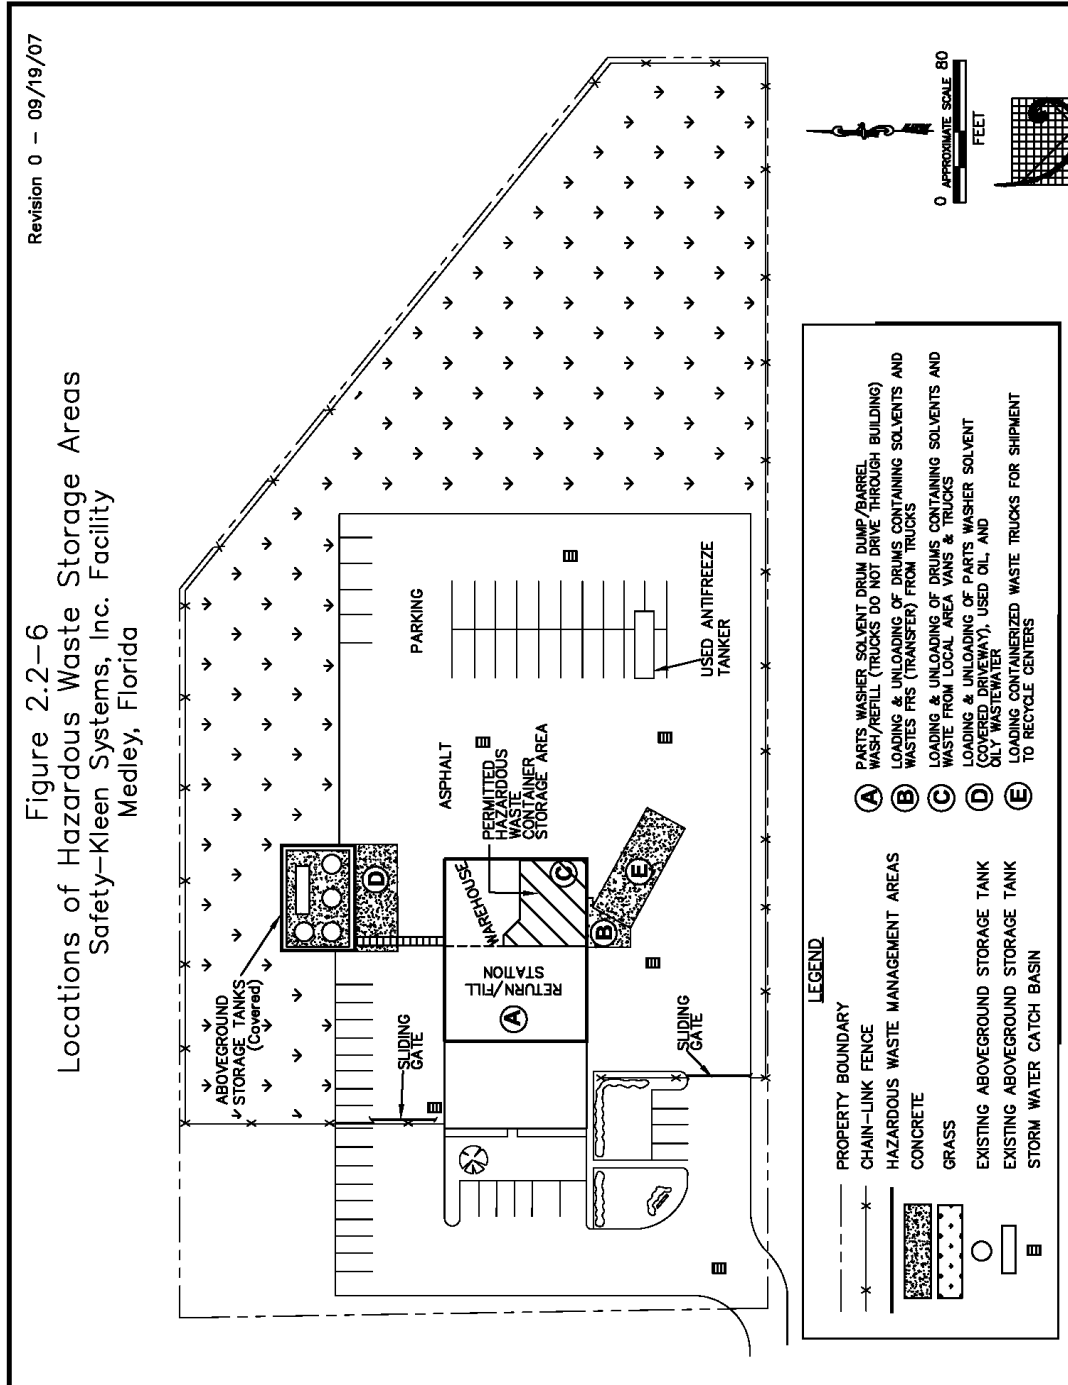 Revision 0 - 09/19/07
Figure 2.2-6
Locations of Hazardous Waste Storage Areas
Safety-Kleen Systems, Inc. Facility
Medley, Florida
ABOVEGROUND
STORAGE TANKS
(Covered)
D
SLIDING
GATE
RETURN/FILL
STATION
A
WAREHOUSE
C
ASPHALT
PERMITTED
HAZARDOUS
WASTE
CONTAINER
STORAGE AREA
PARKING
B
E
SLIDING
GATE
USED ANTIFREEZE
TANKER
LEGEND
PROPERTY BOUNDARY
CHAIN-LINK FENCE
HAZARDOUS WASTE MANAGEMENT AREAS
CONCRETE
GRASS
EXISTING ABOVEGROUND STORAGE TANK
EXISTING ABOVEGROUND STORAGE TANK
STORM WATER CATCH BASIN
A PARTS WASHER SOLVENT DRUM DUMP/BARREL
WASH/REFILL (TRUCKS DO NOT DRIVE THROUGH BUILDING)
B LOADING & UNLOADING OF DRUMS CONTAINING SOLVENTS AND
WASTES FRS (TRANSFER) FROM TRUCKS
C LOADING & UNLOADING OF DRUMS CONTAINING SOLVENTS AND
WASTE FROM LOCAL AREA VANS & TRUCKS
D LOADING & UNLOADING OF PARTS WASHER SOLVENT
(COVERED DRIVEWAY), USED OIL, AND
OILY WASTEWATER
E LOADING CONTAINERIZED WASTE TRUCKS FOR SHIPMENT
TO RECYCLE CENTERS
0 APPROXIMATE SCALE 80
FEET